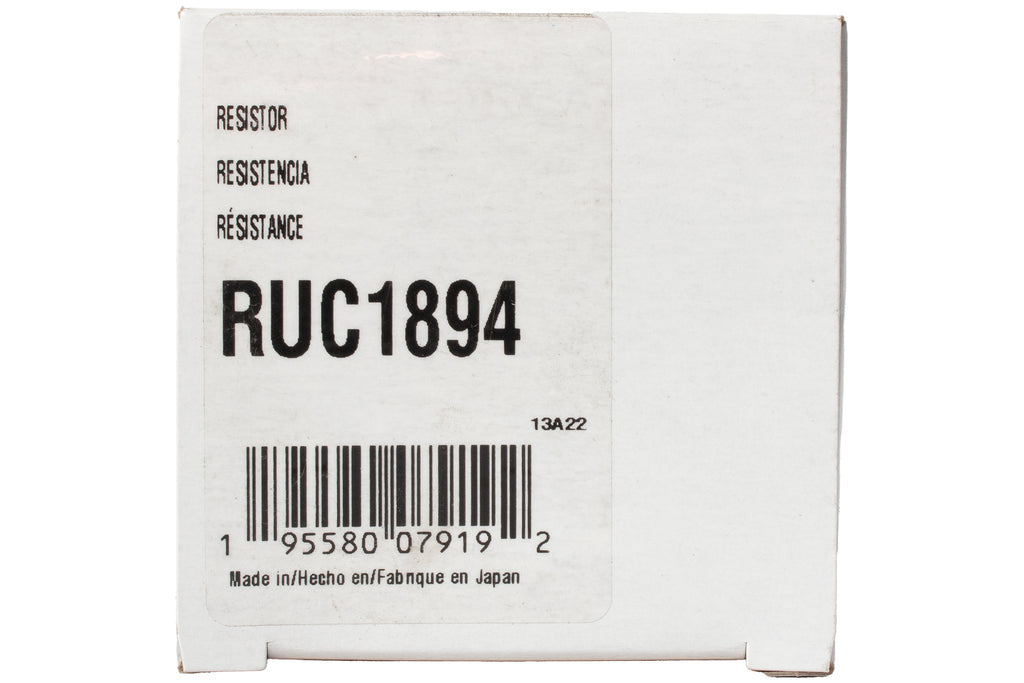 RESISTOR
RESISTENCIA
RÉSISTANCE
RUC1894
13A22
1 95580 07919 2
Made in/Hecho en/Fabrique en Japan